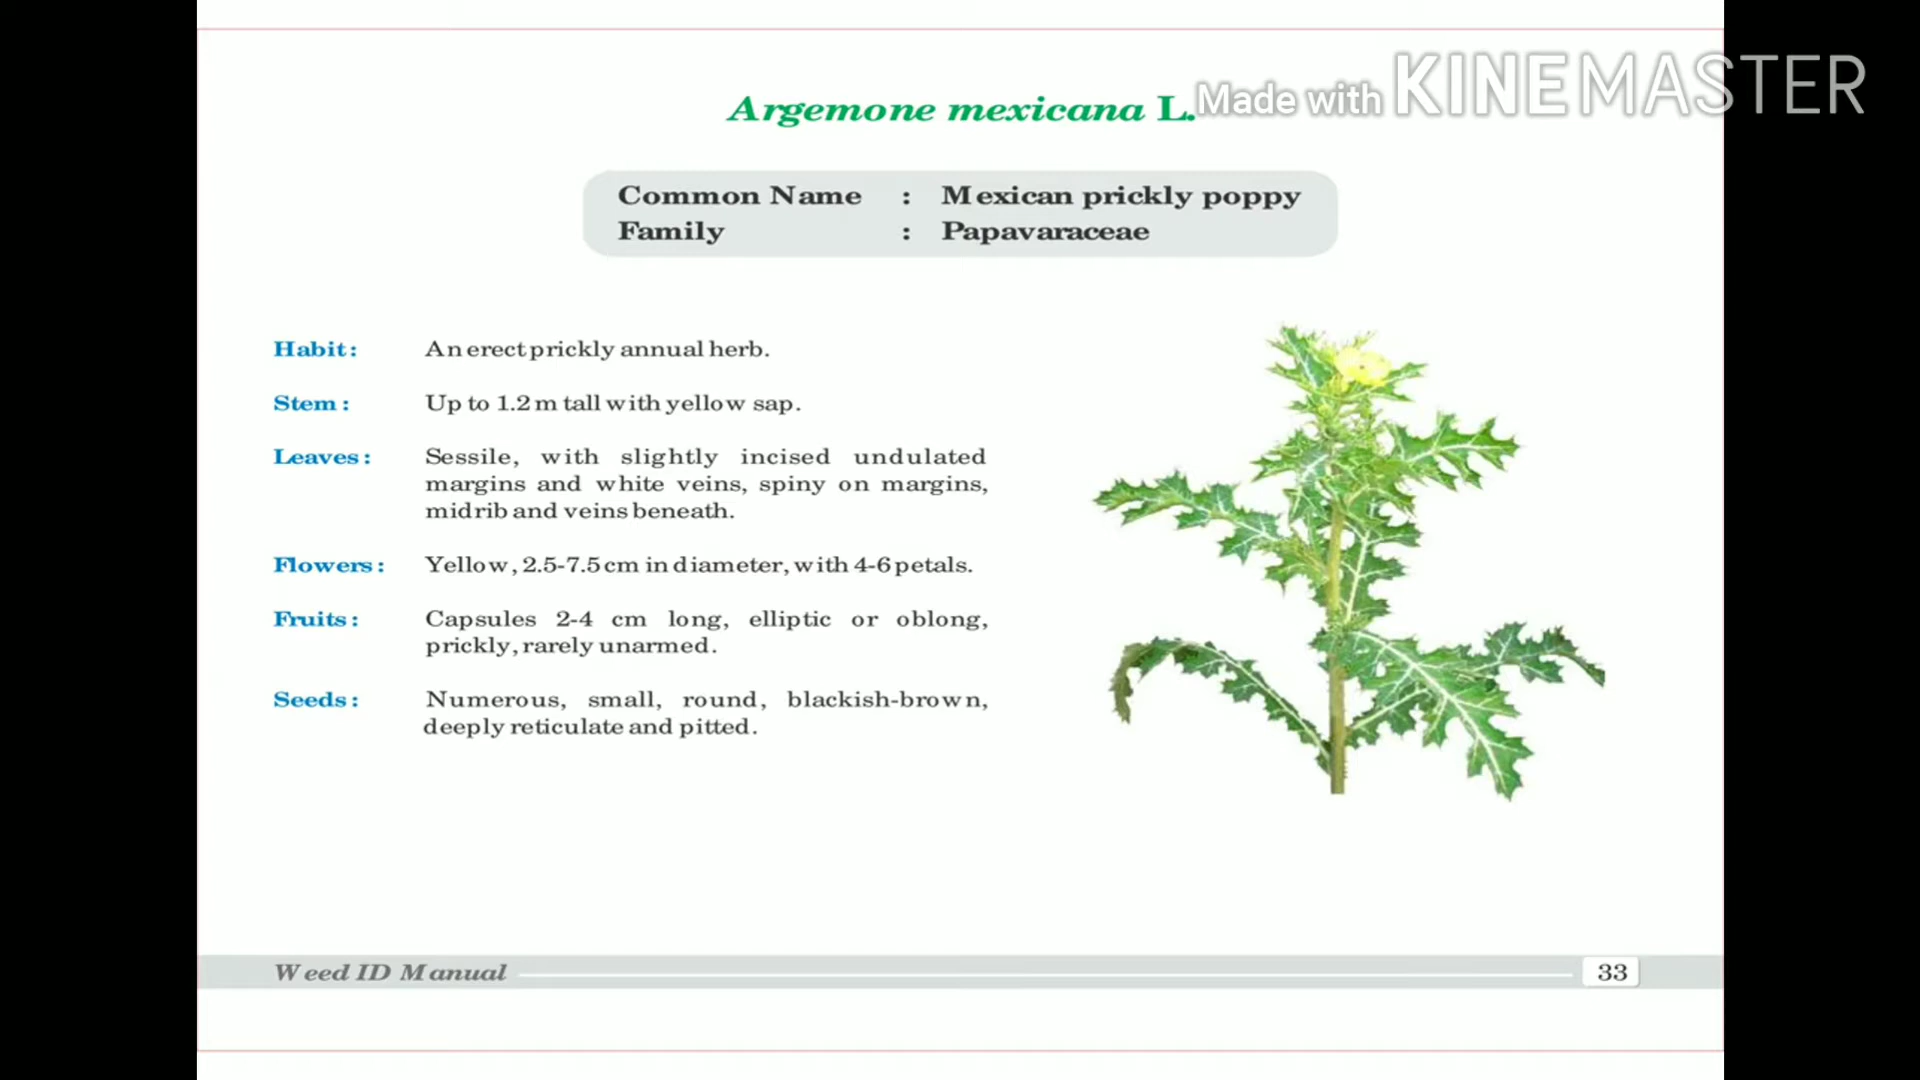 Argemone mexicana L.
Made with KINEMASTER
Common Name : Mexican prickly poppy
Family : Papavaraceae
Habit : An erect prickly annual herb.
Stem : Up to 1.2 m tall with yellow sap.
Leaves : Sessile, with slightly incised undulated
margins and white veins, spiny on margins,
midrib and veins beneath.
Flowers : Yellow, 2.5-7.5 cm in diameter, with 4-6 petals.
Fruits : Capsules 2-4 cm long, elliptic or oblong,
prickly, rarely unarmed.
Seeds : Numerous, small, round, blackish-brown,
deeply reticulate and pitted.
Weed ID Manual
33